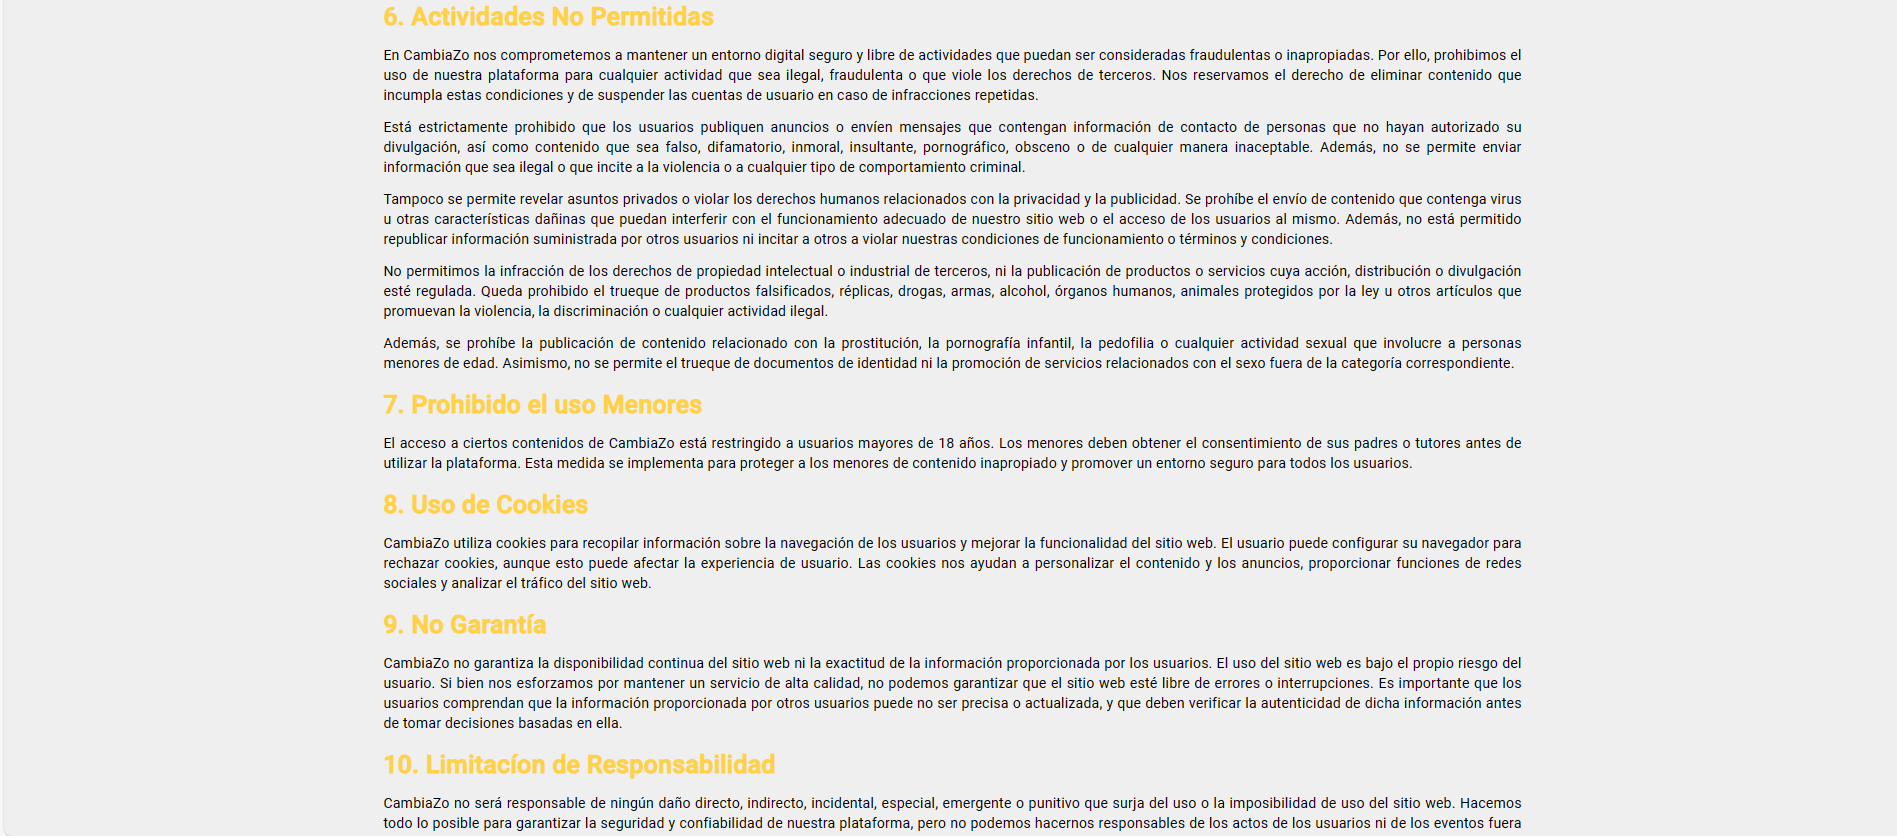 6. Actividades No Permitidas
En CambiaZo nos comprometemos a mantener un entorno digital seguro y libre de actividades que puedan ser consideradas fraudulentas o inapropiadas. Por ello, prohibimos el
uso de nuestra plataforma para cualquier actividad que sea ilegal, fraudulenta o que viole los derechos de terceros. Nos reservamos el derecho de eliminar contenido que
incumpla estas condiciones y de suspender las cuentas de usuario en caso de infracciones repetidas.
Está estrictamente prohibido que los usuarios publiquen anuncios o envíen mensajes que contengan información de contacto de personas que no hayan autorizado su
divulgación, así como contenido que sea falso, difamatorio, inmoral, insultante, pornográfico, obsceno o de cualquier manera inaceptable. Además, no se permite enviar
información que sea ilegal o que incite a la violencia o a cualquier tipo de comportamiento criminal.
Tampoco se permite revelar asuntos privados o violar los derechos humanos relacionados con la privacidad y la publicidad. Se prohíbe el envío de contenido que contenga virus
u otras características dañinas que puedan interferir con el funcionamiento adecuado de nuestro sitio web o el acceso de los usuarios al mismo. Además, no está permitido
republicar información suministrada por otros usuarios ni incitar a otros a violar nuestras condiciones de funcionamiento o términos y condiciones.
No permitimos la infracción de los derechos de propiedad intelectual o industrial de terceros, ni la publicación de productos o servicios cuya acción, distribución o divulgación
esté regulada. Queda prohibido el trueque de productos falsificados, réplicas, drogas, armas, alcohol, órganos humanos, animales protegidos por la ley u otros artículos que
promuevan la violencia, la discriminación o cualquier actividad ilegal.
Además, se prohíbe la publicación de contenido relacionado con la prostitución, la pornografía infantil, la pedofilia o cualquier actividad sexual que involucre a personas
menores de edad. Asimismo, no se permite el trueque de documentos de identidad ni la promoción de servicios relacionados con el sexo fuera de la categoría correspondiente.
7. Prohibido el uso Menores
El acceso a ciertos contenidos de CambiaZo está restringido a usuarios mayores de 18 años. Los menores deben obtener el consentimiento de sus padres o tutores antes de
utilizar la plataforma. Esta medida se implementa para proteger a los menores de contenido inapropiado y promover un entorno seguro para todos los usuarios.
8. Uso de Cookies
CambiaZo utiliza cookies para recopilar información sobre la navegación de los usuarios y mejorar la funcionalidad del sitio web. El usuario puede configurar su navegador para
rechazar cookies, aunque esto puede afectar la experiencia de usuario. Las cookies nos ayudan a personalizar el contenido y los anuncios, proporcionar funciones de redes
sociales y analizar el tráfico del sitio web.
9. No Garantía
CambiaZo no garantiza la disponibilidad continua del sitio web ni la exactitud de la información proporcionada por los usuarios. El uso del sitio web es bajo el propio riesgo del
usuario. Si bien nos esforzamos por mantener un servicio de alta calidad, no podemos garantizar que el sitio web esté libre de errores o interrupciones. Es importante que los
usuarios comprendan que la información proporcionada por otros usuarios puede no ser precisa o actualizada, y que deben verificar la autenticidad de dicha información antes
de tomar decisiones basadas en ella.
10. Limitacíon de Responsabilidad
CambiaZo no será responsable de ningún daño directo, indirecto, incidental, especial, emergente o punitivo que surja del uso o la imposibilidad de uso del sitio web. Hacemos
todo lo posible para garantizar la seguridad y confiabilidad de nuestra plataforma, pero no podemos hacernos responsables de los actos de los usuarios ni de los eventos fuera